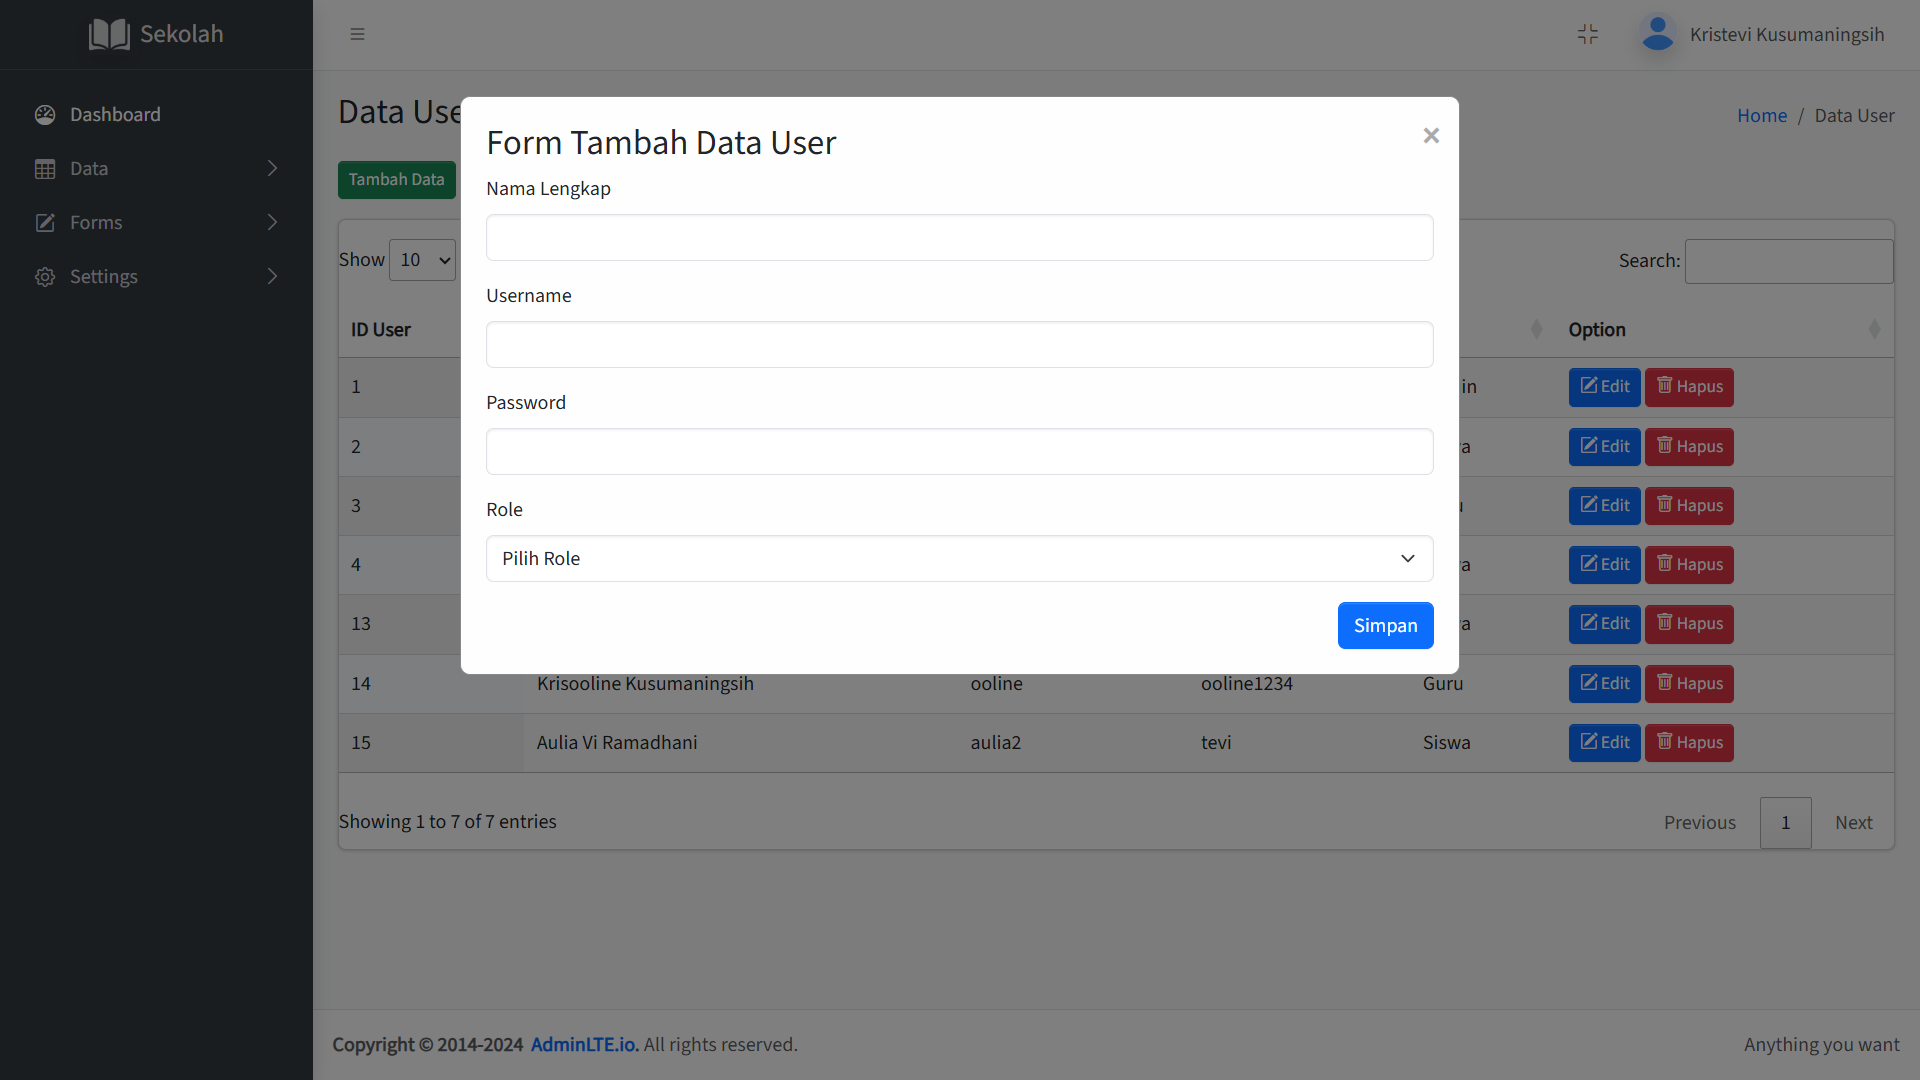 Sekolah
Kristevi Kusumaningsih
Dashboard
Data
Forms
Settings
Home / Data User
Tambah Data
Form Tambah Data User
×
Nama Lengkap
Username
Password
Role
Pilih Role
Simpan
Show 10
Search:
ID User Option
1 Edit Hapus
2 Edit Hapus
3 Edit Hapus
4 Edit Hapus
13 Edit Hapus
14 Krisooline Kusumaningsih ooline ooline1234 Guru Edit Hapus
15 Aulia Vi Ramadhani aulia2 tevi Siswa Edit Hapus
Showing 1 to 7 of 7 entries
Previous 1 Next
Copyright © 2014-2024 AdminLTE.io. All rights reserved.
Anything you want